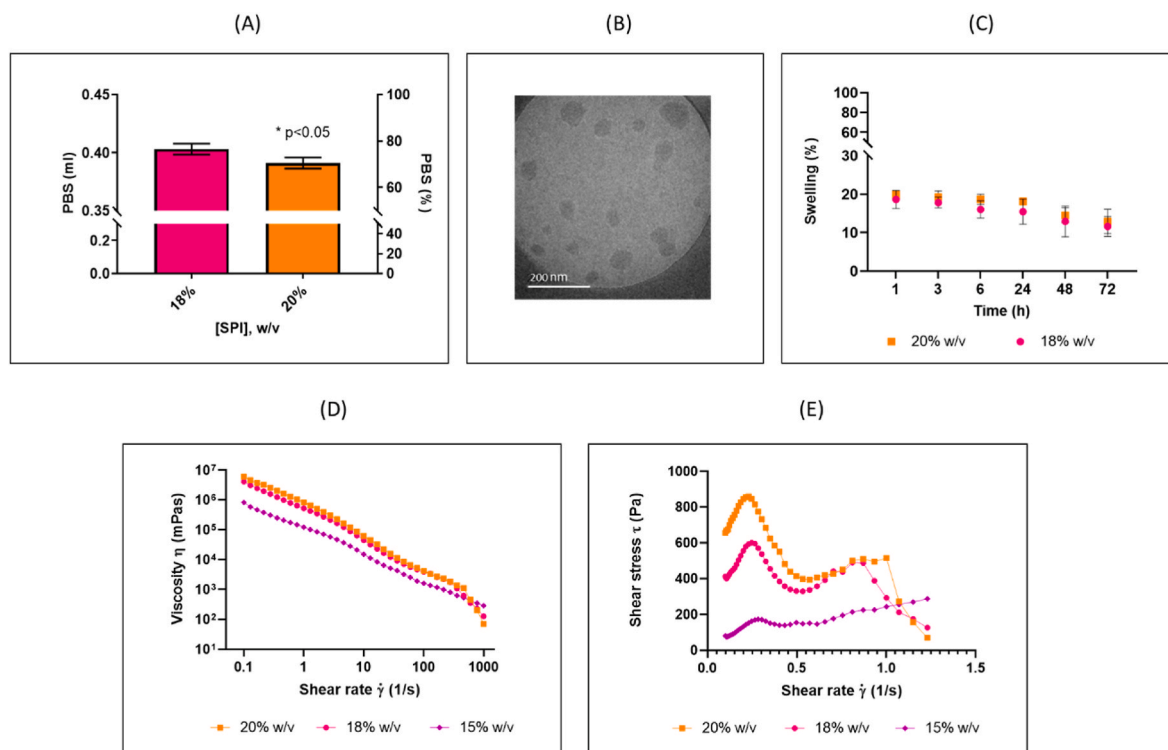 (A)
0.45
0.40
0.35
0.2
0.0
PBS (ml)
100
80
60
40
20
0
PBS (%)
* p<0.05
18%
20%
[SPI], w/v
(B)
200 nm
(C)
100
80
60
30
20
10
0
Swelling (%)
1 3 6 24 48 72
Time (h)
20% w/v 18% w/v
(D)
10⁷
10⁶
10⁵
10⁴
10³
10²
10¹
Viscosity η (mPas)
0.1 1 10 100 1000
Shear rate γ̇ (1/s)
20% w/v 18% w/v 15% w/v
(E)
1000
800
600
400
200
0
Shear stress τ (Pa)
0.0 0.5 1.0 1.5
Shear rate γ̇ (1/s)
20% w/v 18% w/v 15% w/v